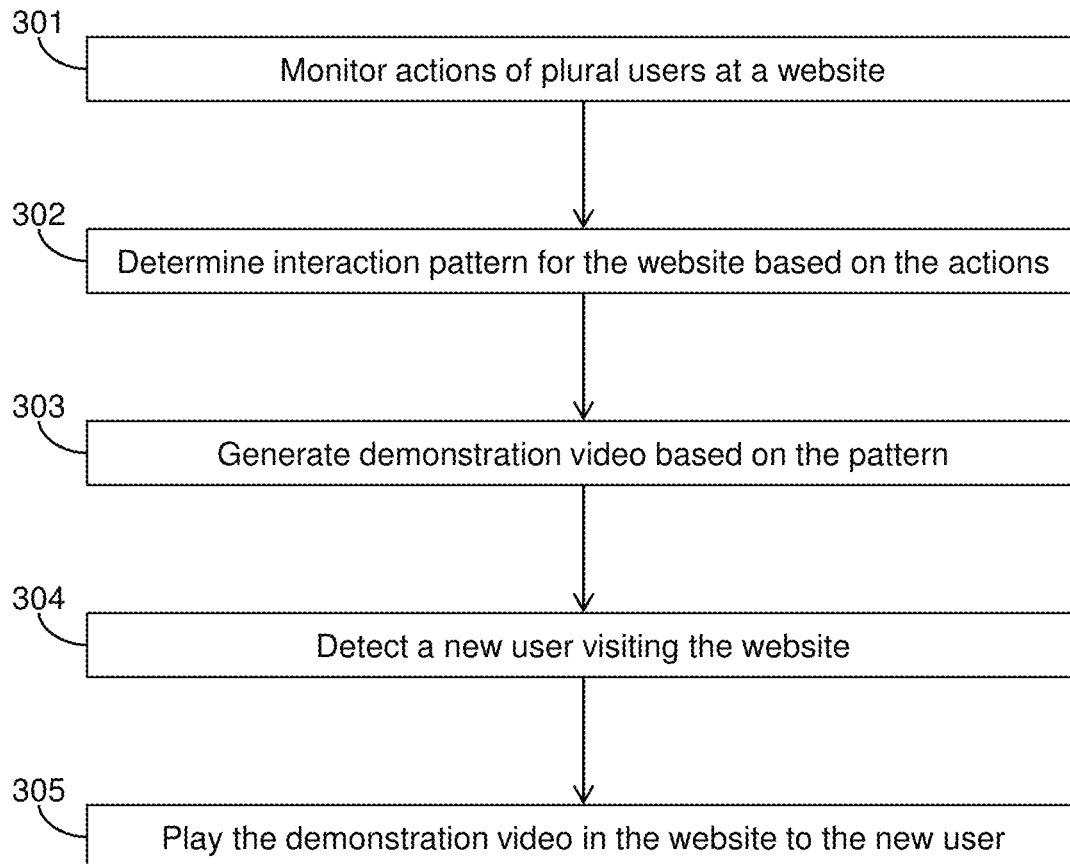 301
Monitor actions of plural users at a website
302
Determine interaction pattern for the website based on the actions
303
Generate demonstration video based on the pattern
304
Detect a new user visiting the website
305
Play the demonstration video in the website to the new user